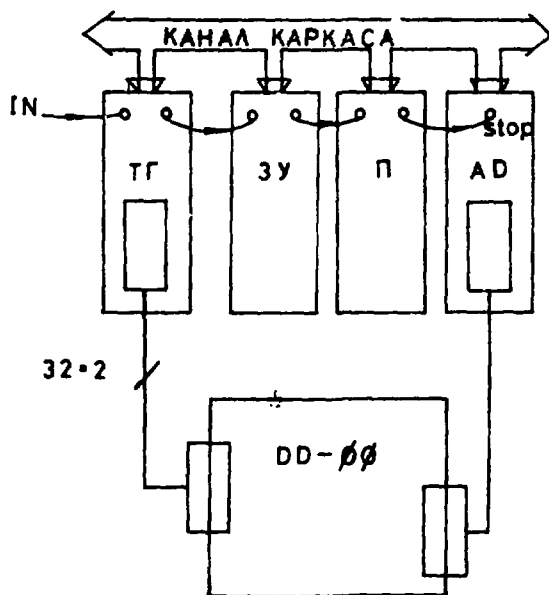 КАНАЛ КАРКАСА
IN
stop
ТГ
ЗУ
П
AD
32=2
DD-ØØ